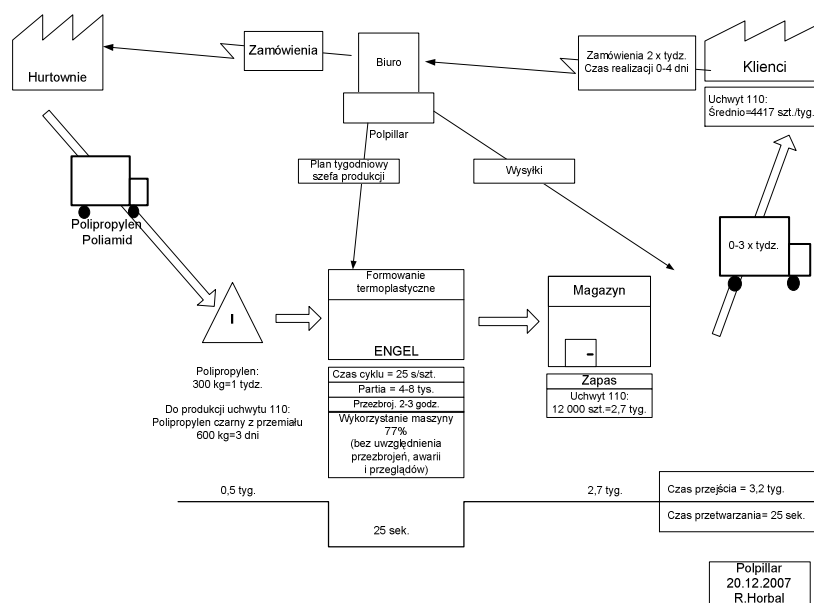 Hurtownie
Zamówienia
Biuro
Polpillar
Zamówienia 2 x tydz.
Czas realizacji 0-4 dni
Klienci
Uchwyt 110:
Średnio=4417 szt./tyg.
Plan tygodniowy
szefa produkcji
Wysyłki
Polipropylen
Poliamid
0-3 x tydz.
I
Formowanie
termoplastyczne
ENGEL
Magazyn
Polipropylen:
300 kg=1 tydz.
Do produkcji uchwytu 110:
Polipropylen czarny z przemiału
600 kg=3 dni
Czas cyklu = 25 s/szt.
Partia = 4-8 tys.
Przezbroj. 2-3 godz.
Wykorzystanie maszyny
77%
(bez uwzględnienia
przezbrojeń, awarii
i przeglądów)
Zapas
Uchwyt 110:
12 000 szt.=2,7 tyg.
0,5 tyg.
25 sek.
2,7 tyg.
Czas przejścia = 3,2 tyg.
Czas przetwarzania= 25 sek.
Polpillar
20.12.2007
R.Horbal